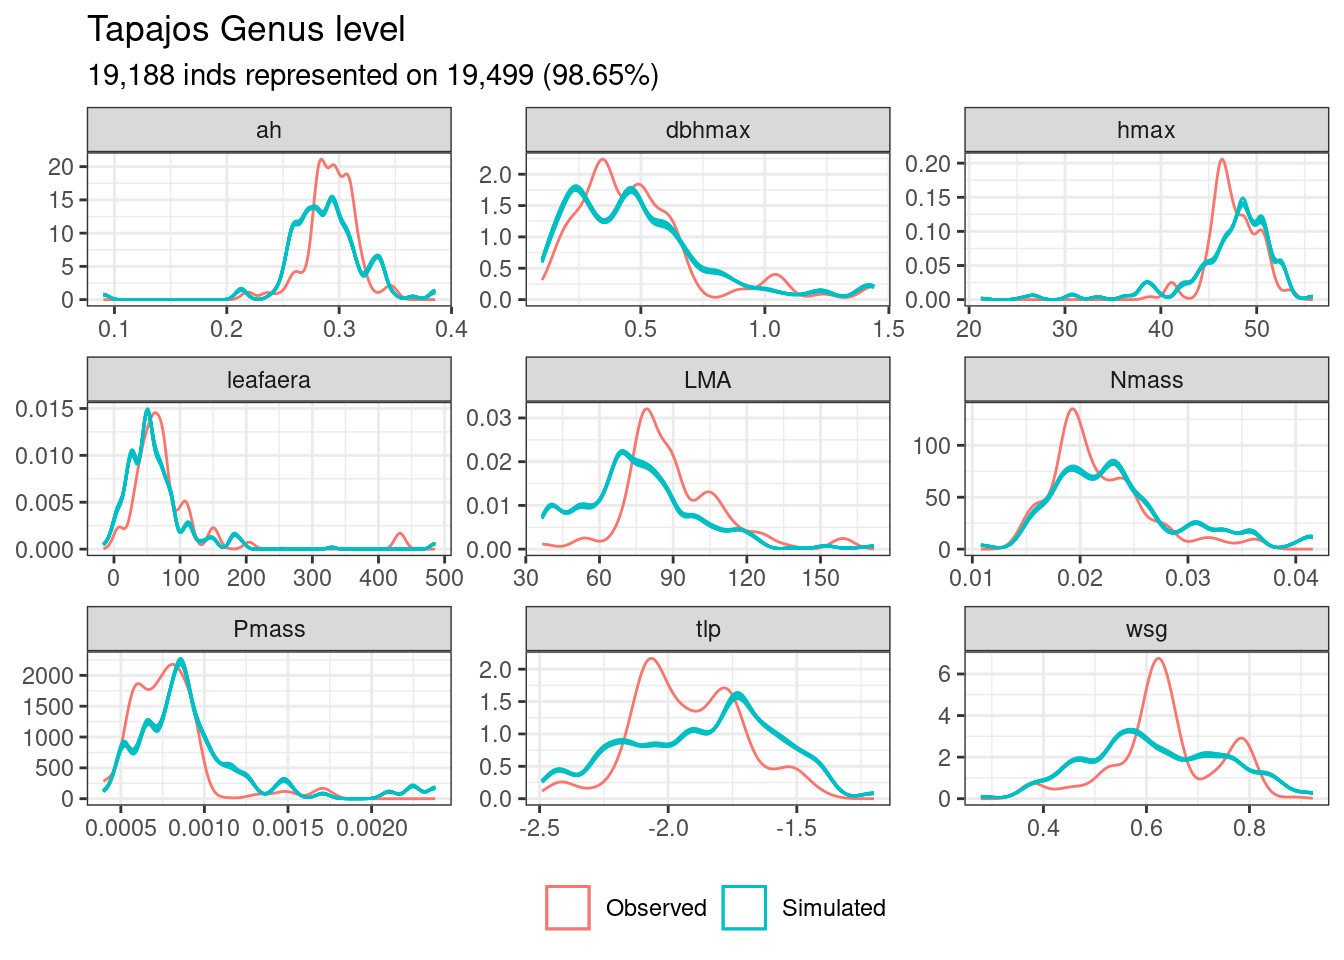 Tapajos Genus level
19,188 inds represented on 19,499 (98.65%)
ah
dbhmax
hmax
20
15
10
5
0
0.1 0.2 0.3 0.4
2.0
1.5
1.0
0.5
0.0
0.5 1.0 1.5
0.20
0.15
0.10
0.05
0.00
20 30 40 50
leafaera
LMA
Nmass
0.015
0.010
0.005
0.000
0 100 200 300 400 500
0.03
0.02
0.01
0.00
30 60 90 120 150
100
50
0
0.01 0.02 0.03 0.04
Pmass
tlp
wsg
2000
1500
1000
500
0
0.0005 0.0010 0.0015 0.0020
2.0
1.5
1.0
0.5
0.0
-2.5 -2.0 -1.5
6
4
2
0
0.4 0.6 0.8
Observed Simulated